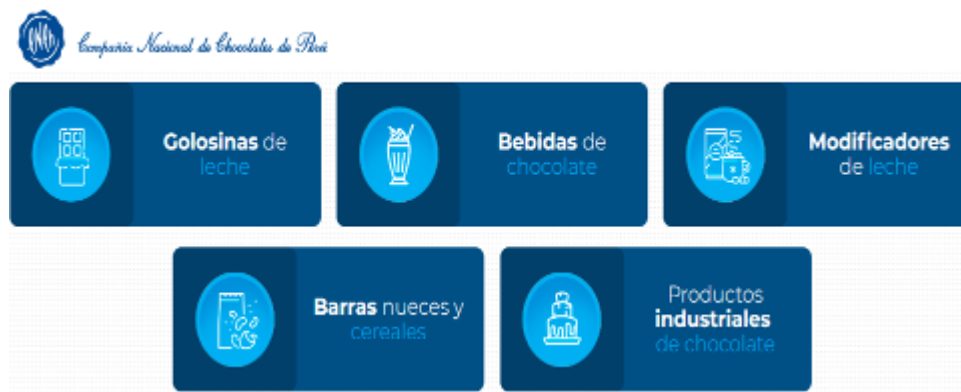 Compañía Nacional de Chocolates de Perú
Golosinas de
leche
Bebidas de
chocolate
Modificadores
de leche
Barras nueces y
cereales
Productos
industriales
de chocolate